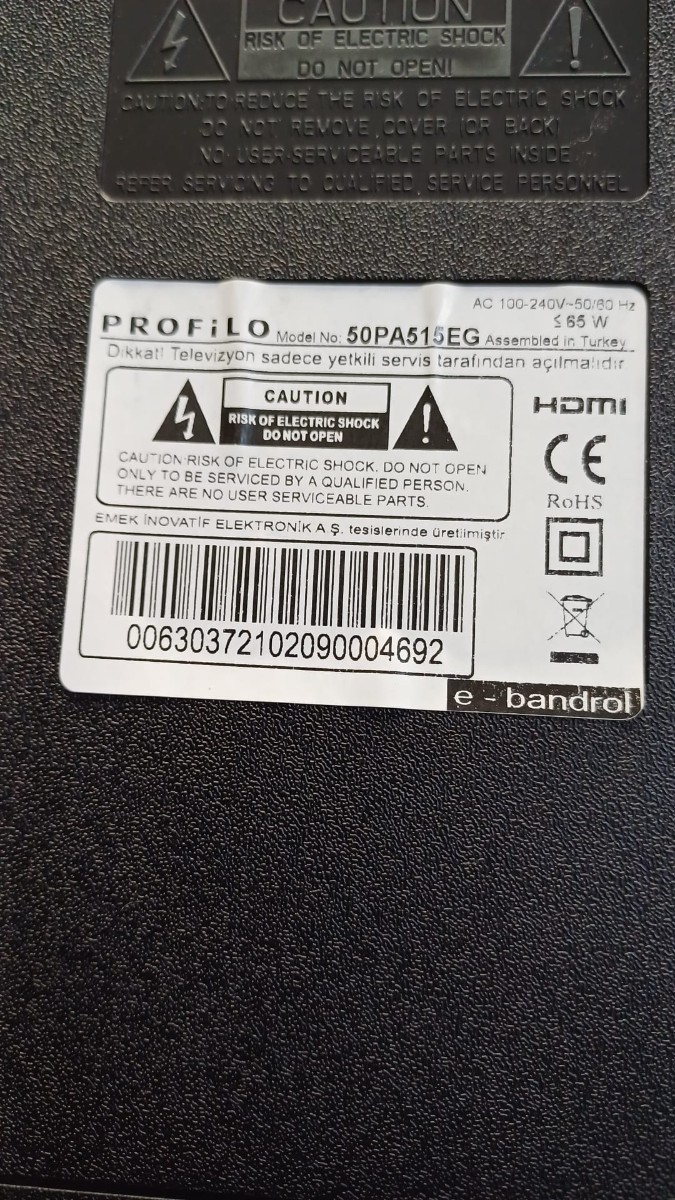 CAUTION
RISK OF ELECTRIC SHOCK
DO NOT OPEN!
CAUTION:TO REDUCE THE RISK OF ELECTRIC SHOCK
DO NOT REMOVE COVER (OR BACK)
NO USER-SERVICEABLE PARTS INSIDE
REFER SERVICING TO QUALIFIED SERVICE PERSONNEL
AC 100-240V~50/60 Hz
≤ 65 W
PROFiLO Model No: 50PA515EG Assembled in Turkey
Dikkat! Televizyon sadece yetkili servis tarafından açılmalıdır
CAUTION
RISK OF ELECTRIC SHOCK
DO NOT OPEN
CAUTION RISK OF ELECTRIC SHOCK. DO NOT OPEN
ONLY TO BE SERVICED BY A QUALIFIED PERSON.
THERE ARE NO USER SERVICEABLE PARTS.
HDMI
CE
RoHS
EMEK İNOVATİF ELEKTRONİK A Ş. tesislerinde üretilmiştir
00630372102090004692
e - bandrol